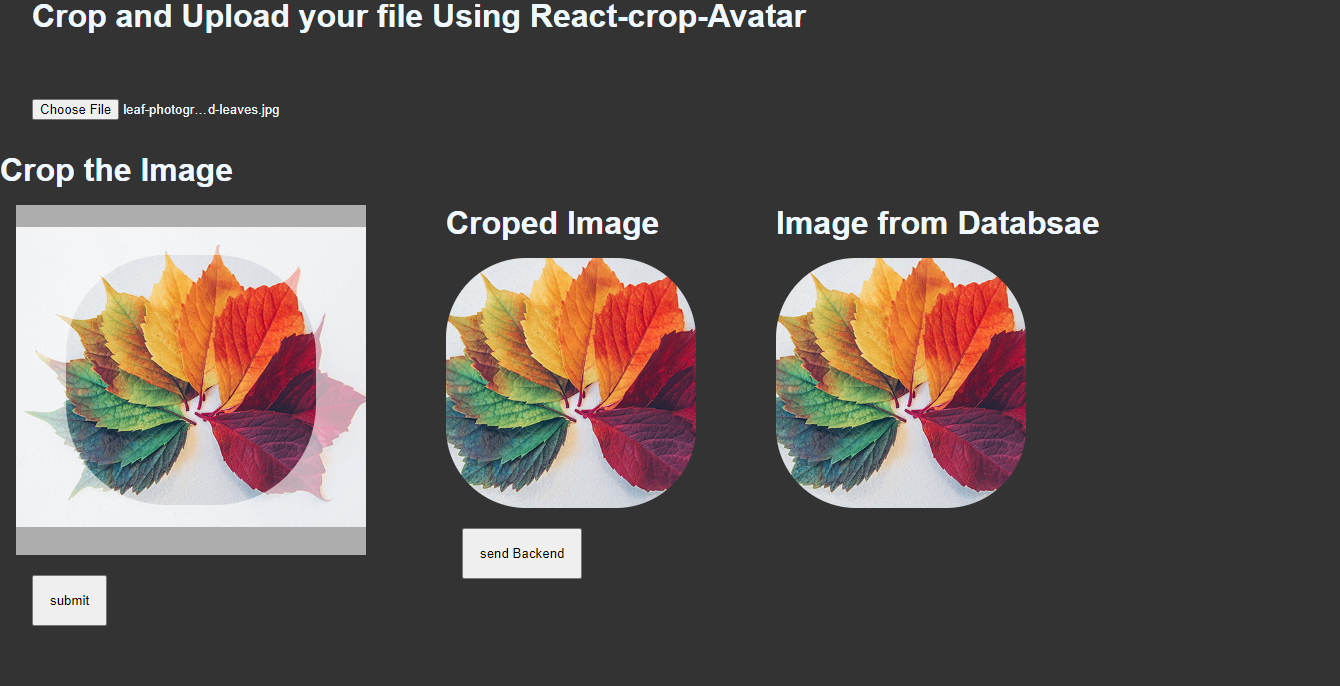 Crop and Upload your file Using React-crop-Avatar
Choose File leaf-photogr...d-leaves.jpg
Crop the Image
Croped Image
Image from Databsae
send Backend
submit